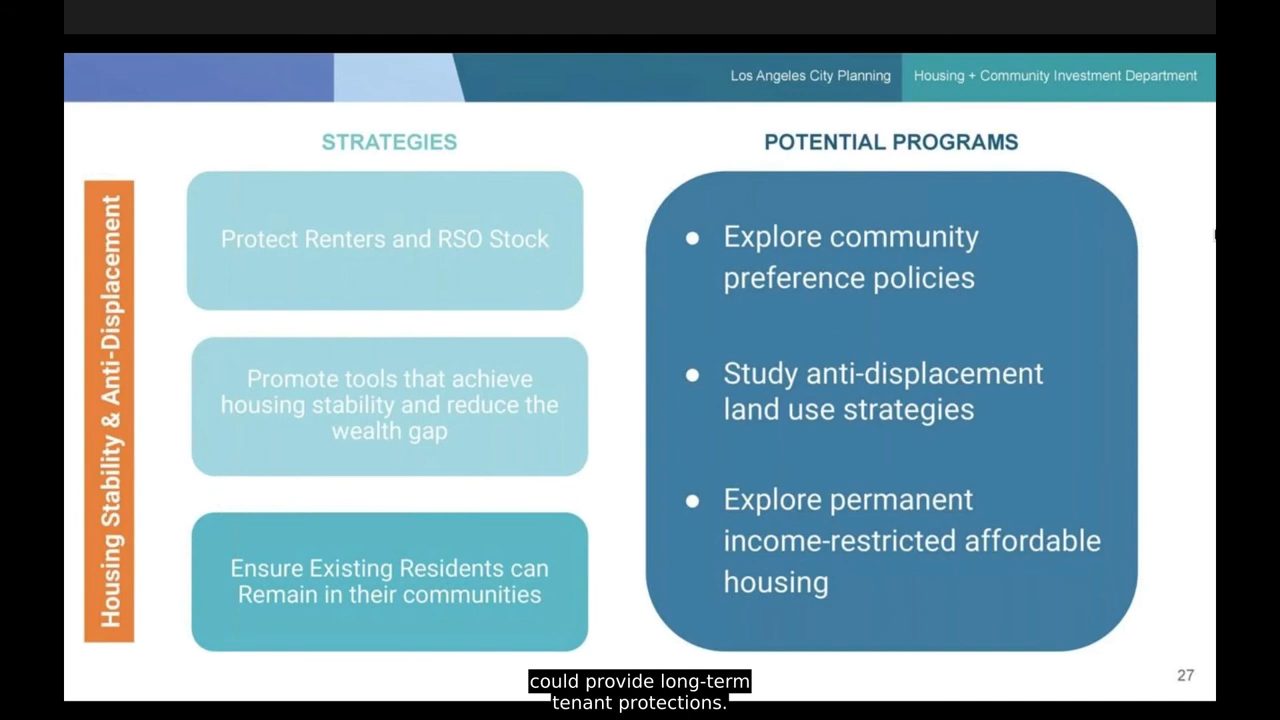 Los Angeles City Planning
Housing + Community Investment Department
STRATEGIES
POTENTIAL PROGRAMS
Housing Stability & Anti-Displacement
Protect Renters and RSO Stock
Promote tools that achieve
housing stability and reduce the
wealth gap
Ensure Existing Residents can
Remain in their communities
● Explore community
preference policies
● Study anti-displacement
land use strategies
● Explore permanent
income-restricted affordable
housing
27
could provide long-term
tenant protections.